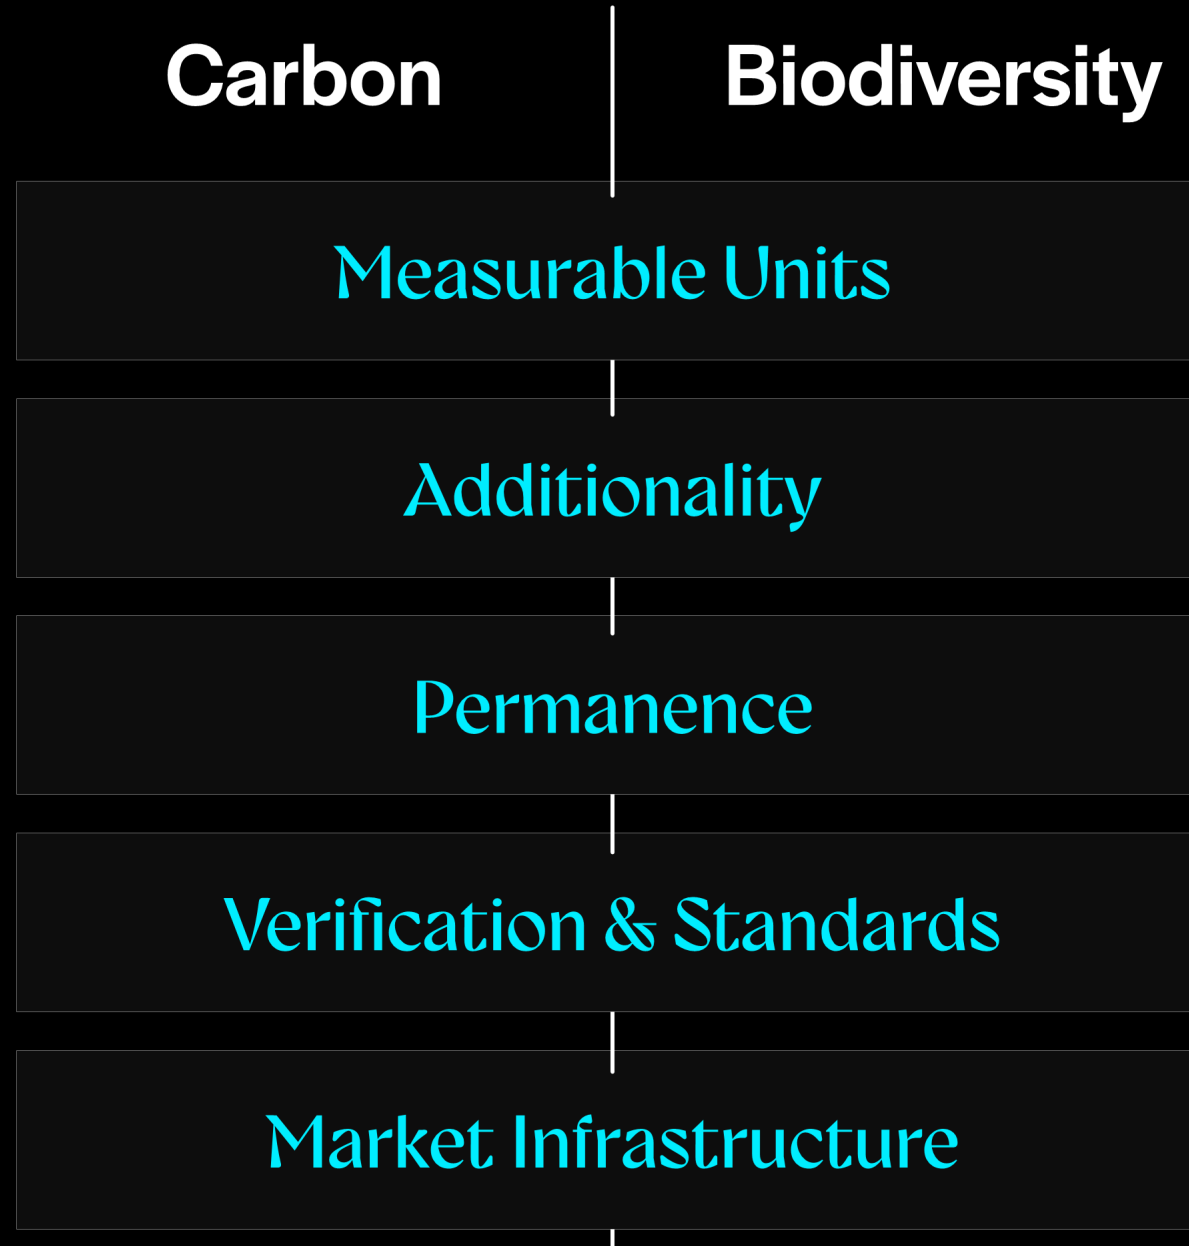 Carbon
Biodiversity
Measurable Units
Additionality
Permanence
Verification & Standards
Market Infrastructure